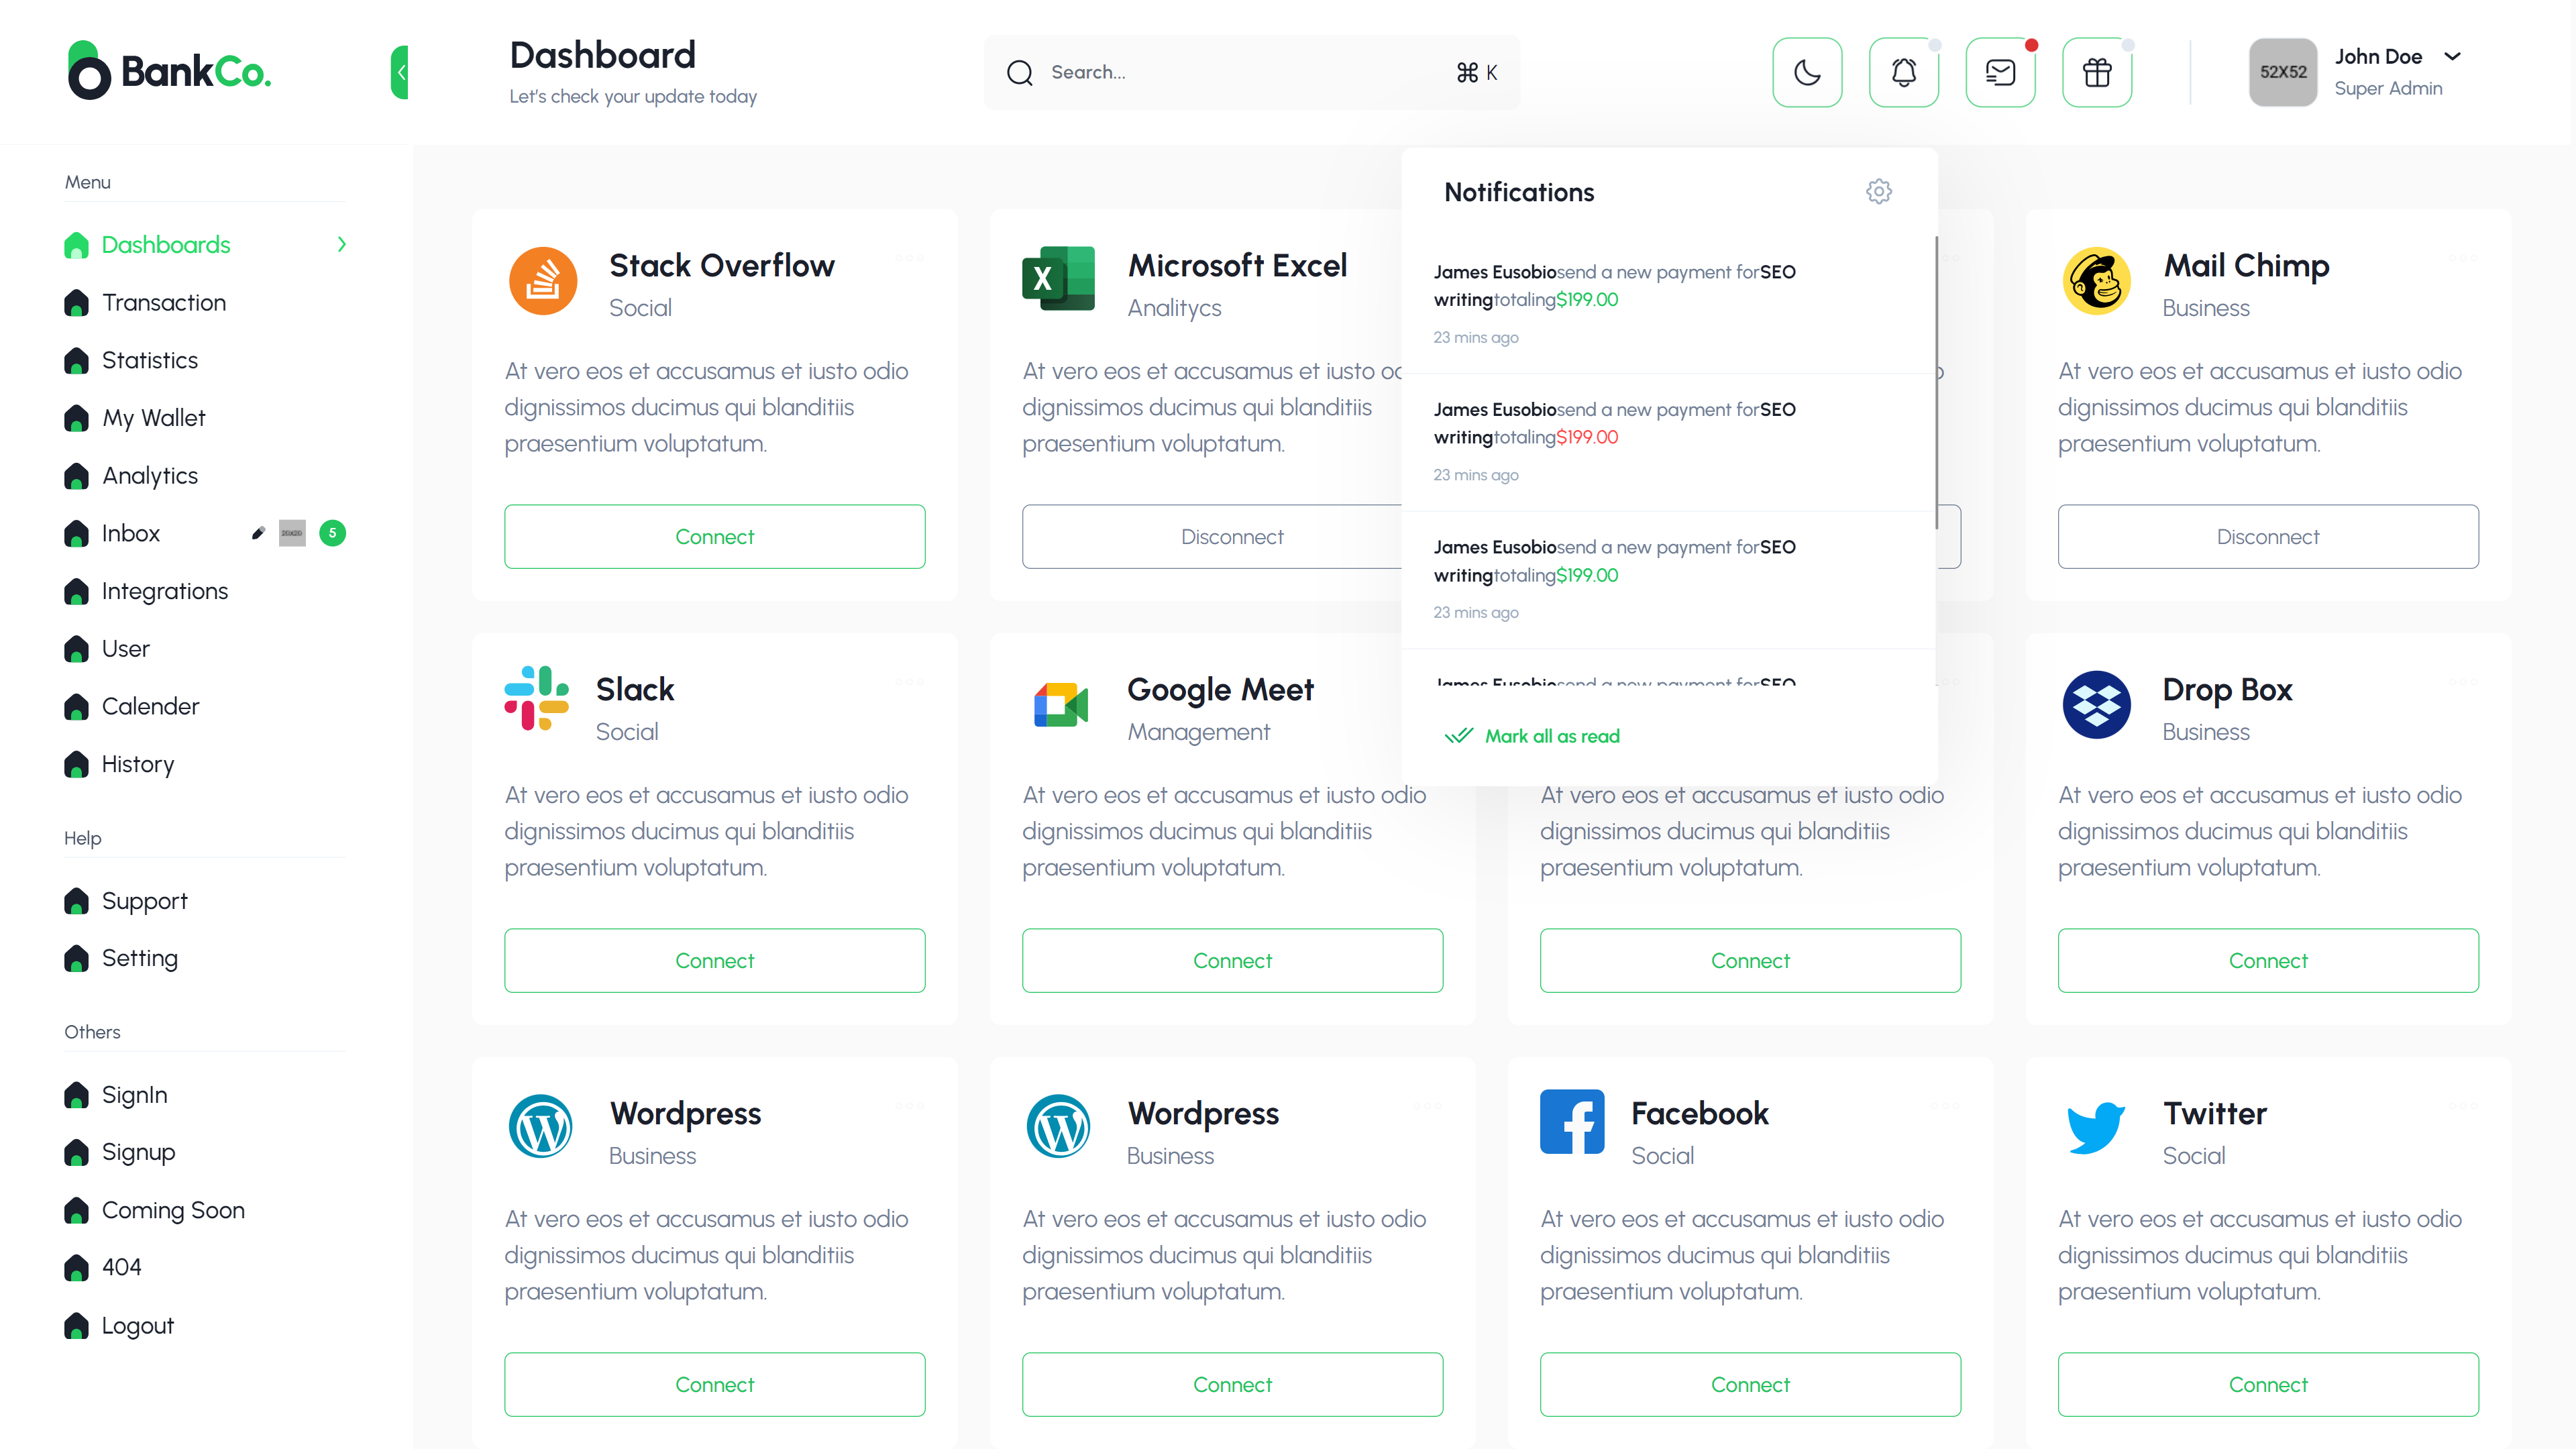 BankCo.
Dashboard
Let's check your update today
Search...
⌘ K
52X52
John Doe
Super Admin
Menu
Dashboards
Transaction
Statistics
My Wallet
Analytics
Inbox
5
Integrations
User
Calender
History
Help
Support
Setting
Others
SignIn
Signup
Coming Soon
404
Logout
Notifications
James Eusobiosend a new payment forSEO
writingtotaling$199.00
23 mins ago
James Eusobiosend a new payment forSEO
writingtotaling$199.00
23 mins ago
James Eusobiosend a new payment forSEO
writingtotaling$199.00
23 mins ago
James Eusobiosend a new payment forSEO
Mark all as read
Stack Overflow
Social
At vero eos et accusamus et iusto odio
dignissimos ducimus qui blanditiis
praesentium voluptatum.
Connect
Microsoft Excel
Analitycs
At vero eos et accusamus et iusto
dignissimos ducimus qui blanditiis
praesentium voluptatum.
Disconnect
Mail Chimp
Business
At vero eos et accusamus et iusto odio
dignissimos ducimus qui blanditiis
praesentium voluptatum.
Disconnect
Slack
Social
At vero eos et accusamus et iusto odio
dignissimos ducimus qui blanditiis
praesentium voluptatum.
Connect
Google Meet
Management
At vero eos et accusamus et iusto odio
dignissimos ducimus qui blanditiis
praesentium voluptatum.
Connect
At vero eos et accusamus et iusto odio
dignissimos ducimus qui blanditiis
praesentium voluptatum.
Connect
Drop Box
Business
At vero eos et accusamus et iusto odio
dignissimos ducimus qui blanditiis
praesentium voluptatum.
Connect
Wordpress
Business
At vero eos et accusamus et iusto odio
dignissimos ducimus qui blanditiis
praesentium voluptatum.
Connect
Wordpress
Business
At vero eos et accusamus et iusto odio
dignissimos ducimus qui blanditiis
praesentium voluptatum.
Connect
Facebook
Social
At vero eos et accusamus et iusto odio
dignissimos ducimus qui blanditiis
praesentium voluptatum.
Connect
Twitter
Social
At vero eos et accusamus et iusto odio
dignissimos ducimus qui blanditiis
praesentium voluptatum.
Connect